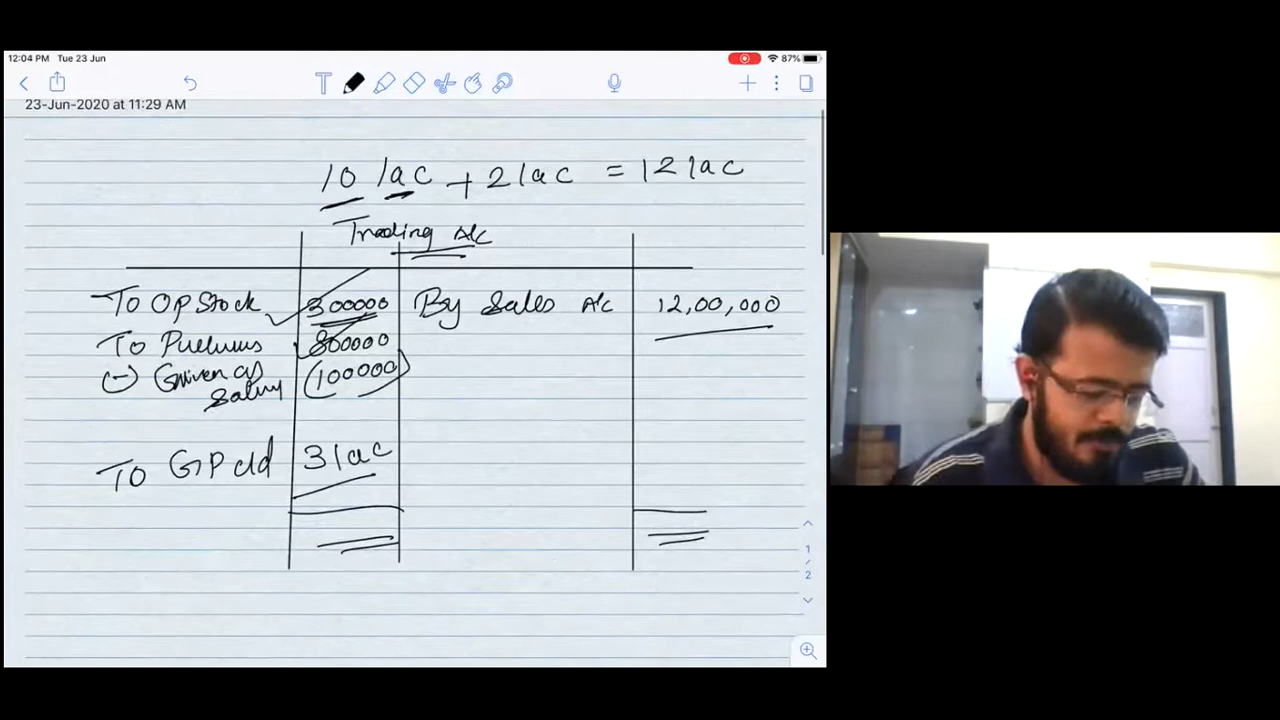 12:04 PM Tue 23 Jun
87%
23-Jun-2020 at 11:29 AM
10 lac + 2 lac = 12 lac
Trading A/c
To Op Stock 300000 By Sales A/c 12,00,000
To 800000
(-) Given as Salary (100000)
To GP c/d 3 lac
1
/
2